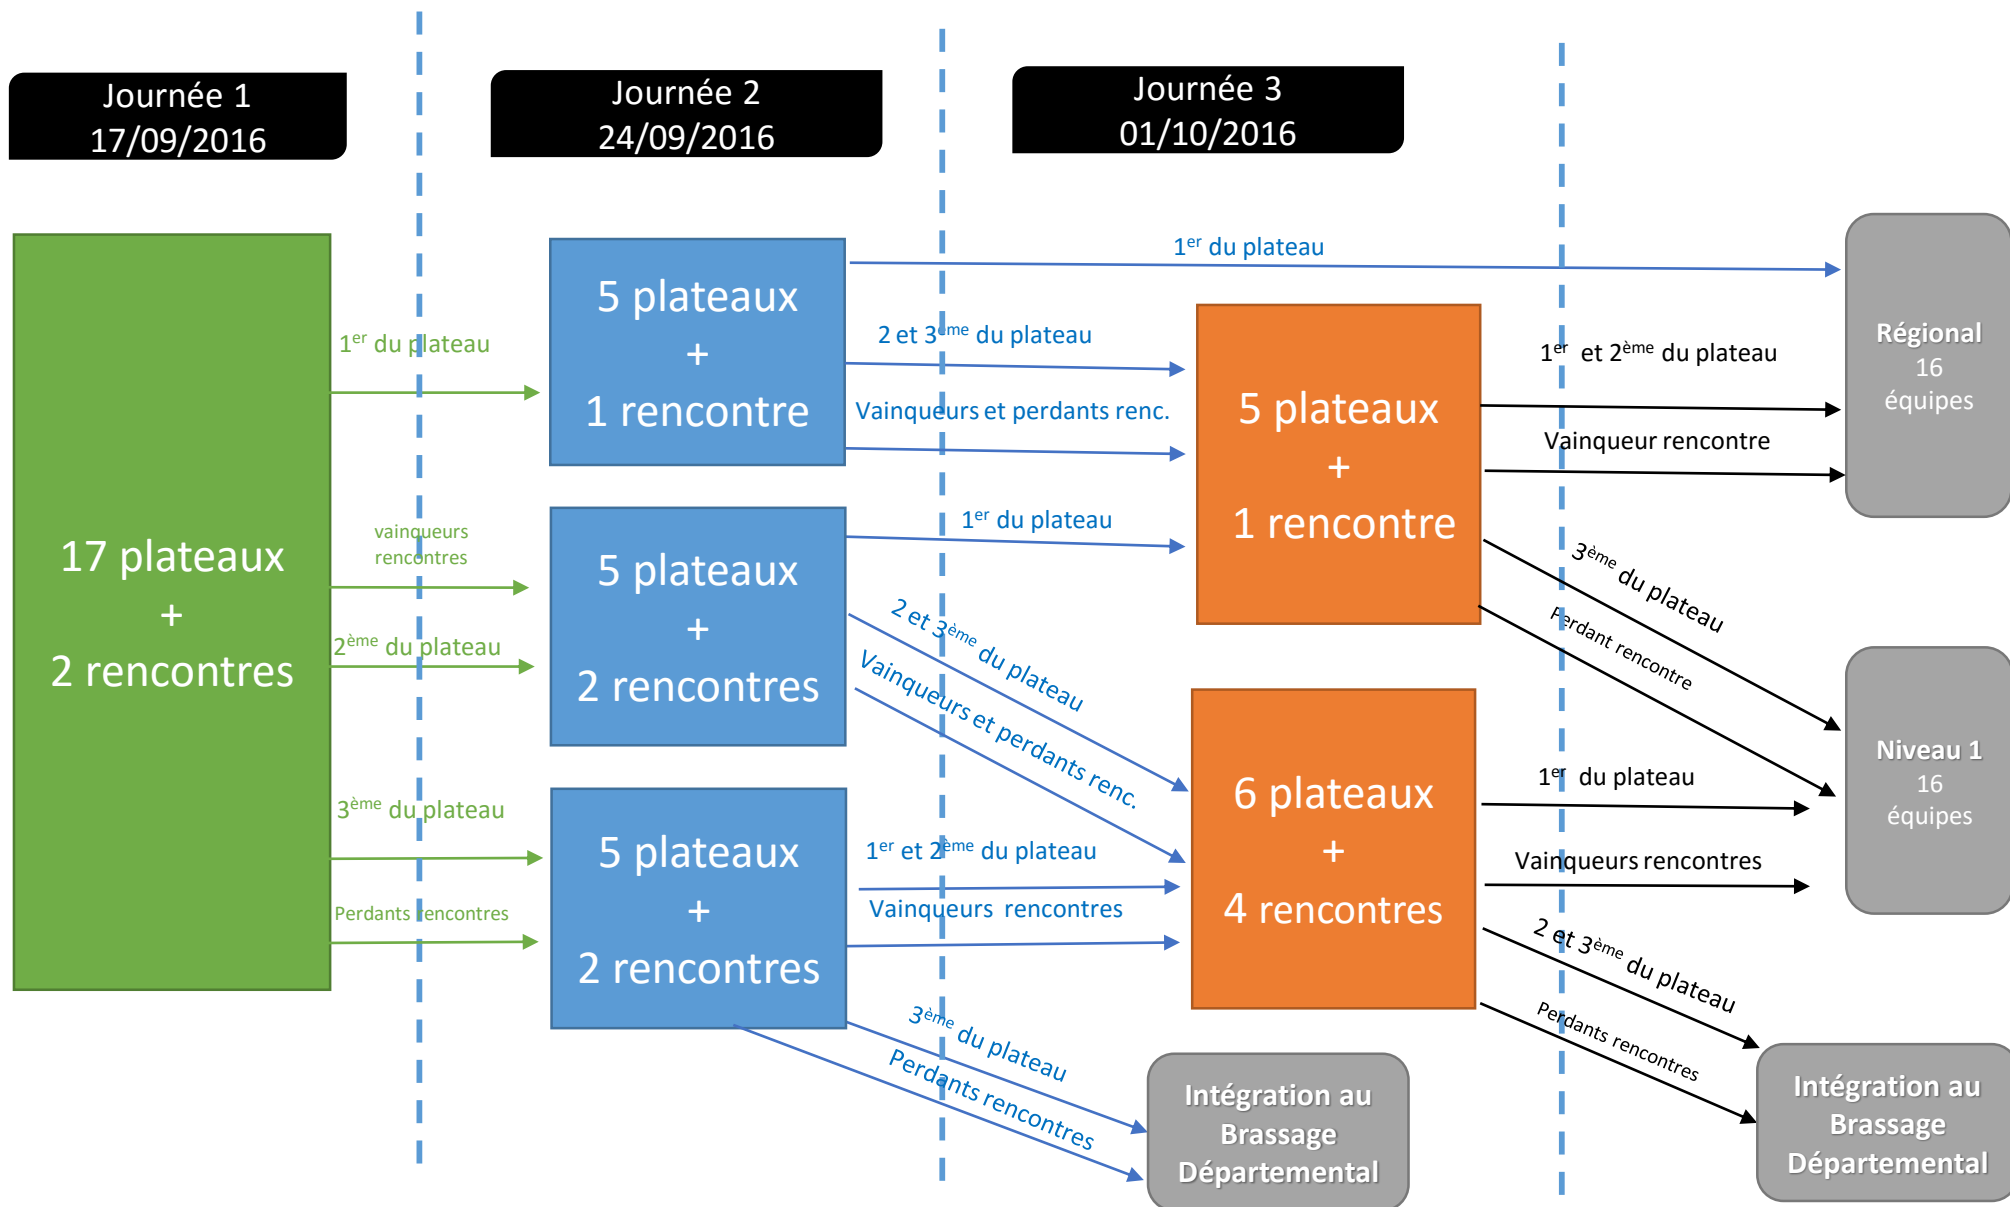 Journée 1
17/09/2016
Journée 2
24/09/2016
Journée 3
01/10/2016
17 plateaux
+
2 rencontres
1er du plateau
vainqueurs
rencontres
2ème du plateau
3ème du plateau
Perdants rencontres
5 plateaux
+
1 rencontre
5 plateaux
+
2 rencontres
5 plateaux
+
2 rencontres
1er du plateau
2 et 3ème du plateau
Vainqueurs et perdants renc.
1er du plateau
2 et 3ème du plateau
Vainqueurs et perdants renc.
1er et 2ème du plateau
Vainqueurs rencontres
3ème du plateau
Perdants rencontres
5 plateaux
+
1 rencontre
6 plateaux
+
4 rencontres
Intégration au
Brassage
Départemental
1er et 2ème du plateau
Vainqueur rencontre
3ème du plateau
Perdant rencontre
1er du plateau
Vainqueurs rencontres
2 et 3ème du plateau
Perdants rencontres
Régional
16
équipes
Niveau 1
16
équipes
Intégration au
Brassage
Départemental